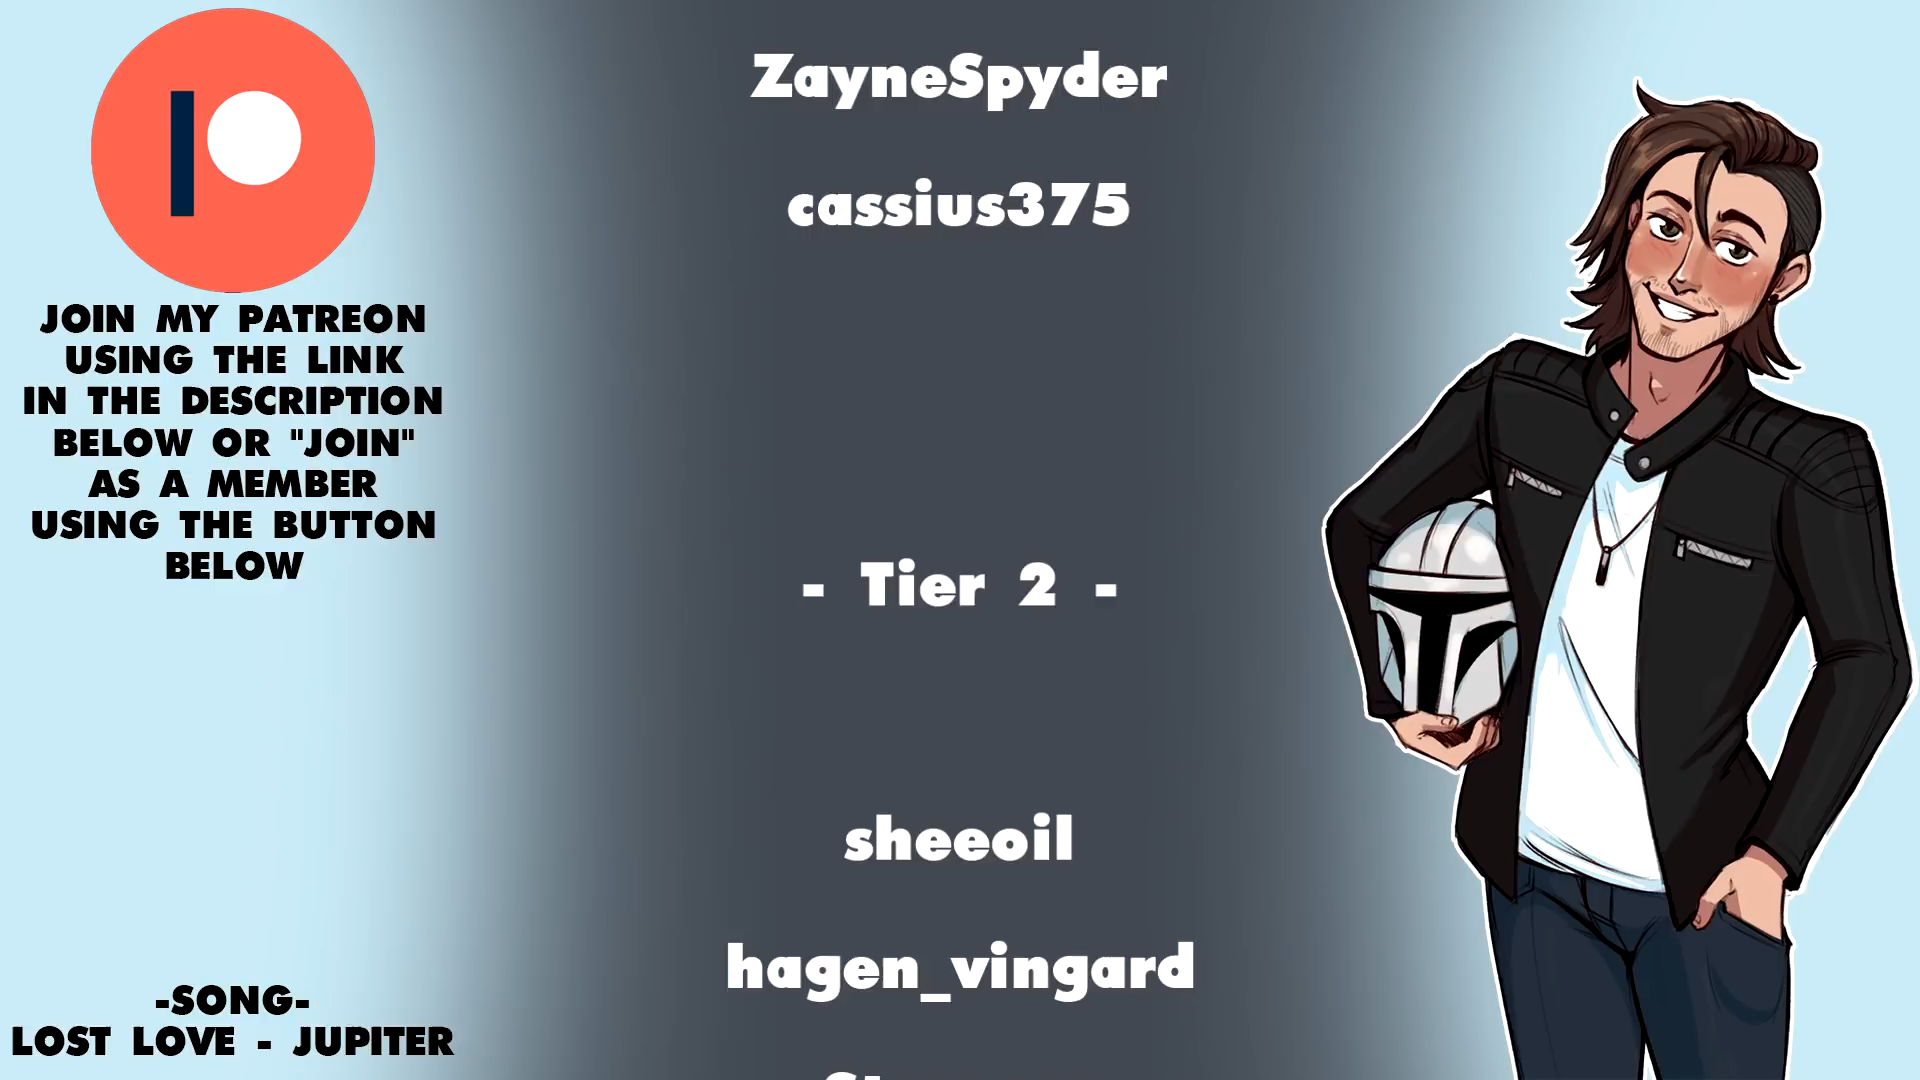 JOIN MY PATREON
USING THE LINK
IN THE DESCRIPTION
BELOW OR "JOIN"
AS A MEMBER
USING THE BUTTON
BELOW
-SONG-
LOST LOVE - JUPITER
ZayneSpyder
cassius375
- Tier 2 -
sheeoil
hagen_vingard